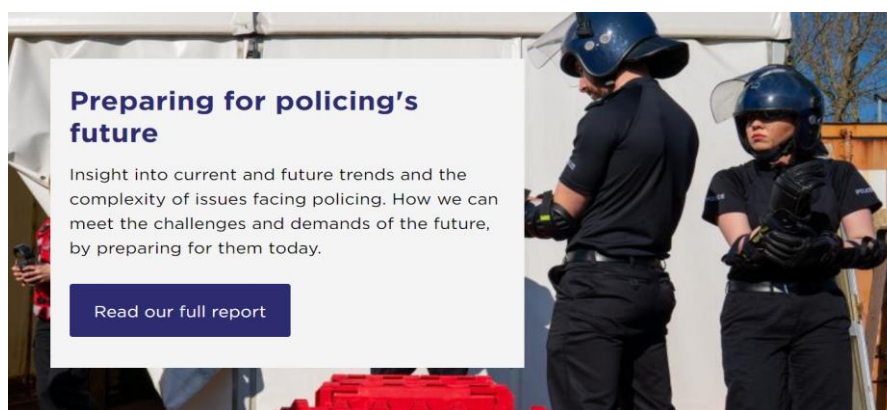 Preparing for policing's
future
Insight into current and future trends and the
complexity of issues facing policing. How we can
meet the challenges and demands of the future,
by preparing for them today.
Read our full report